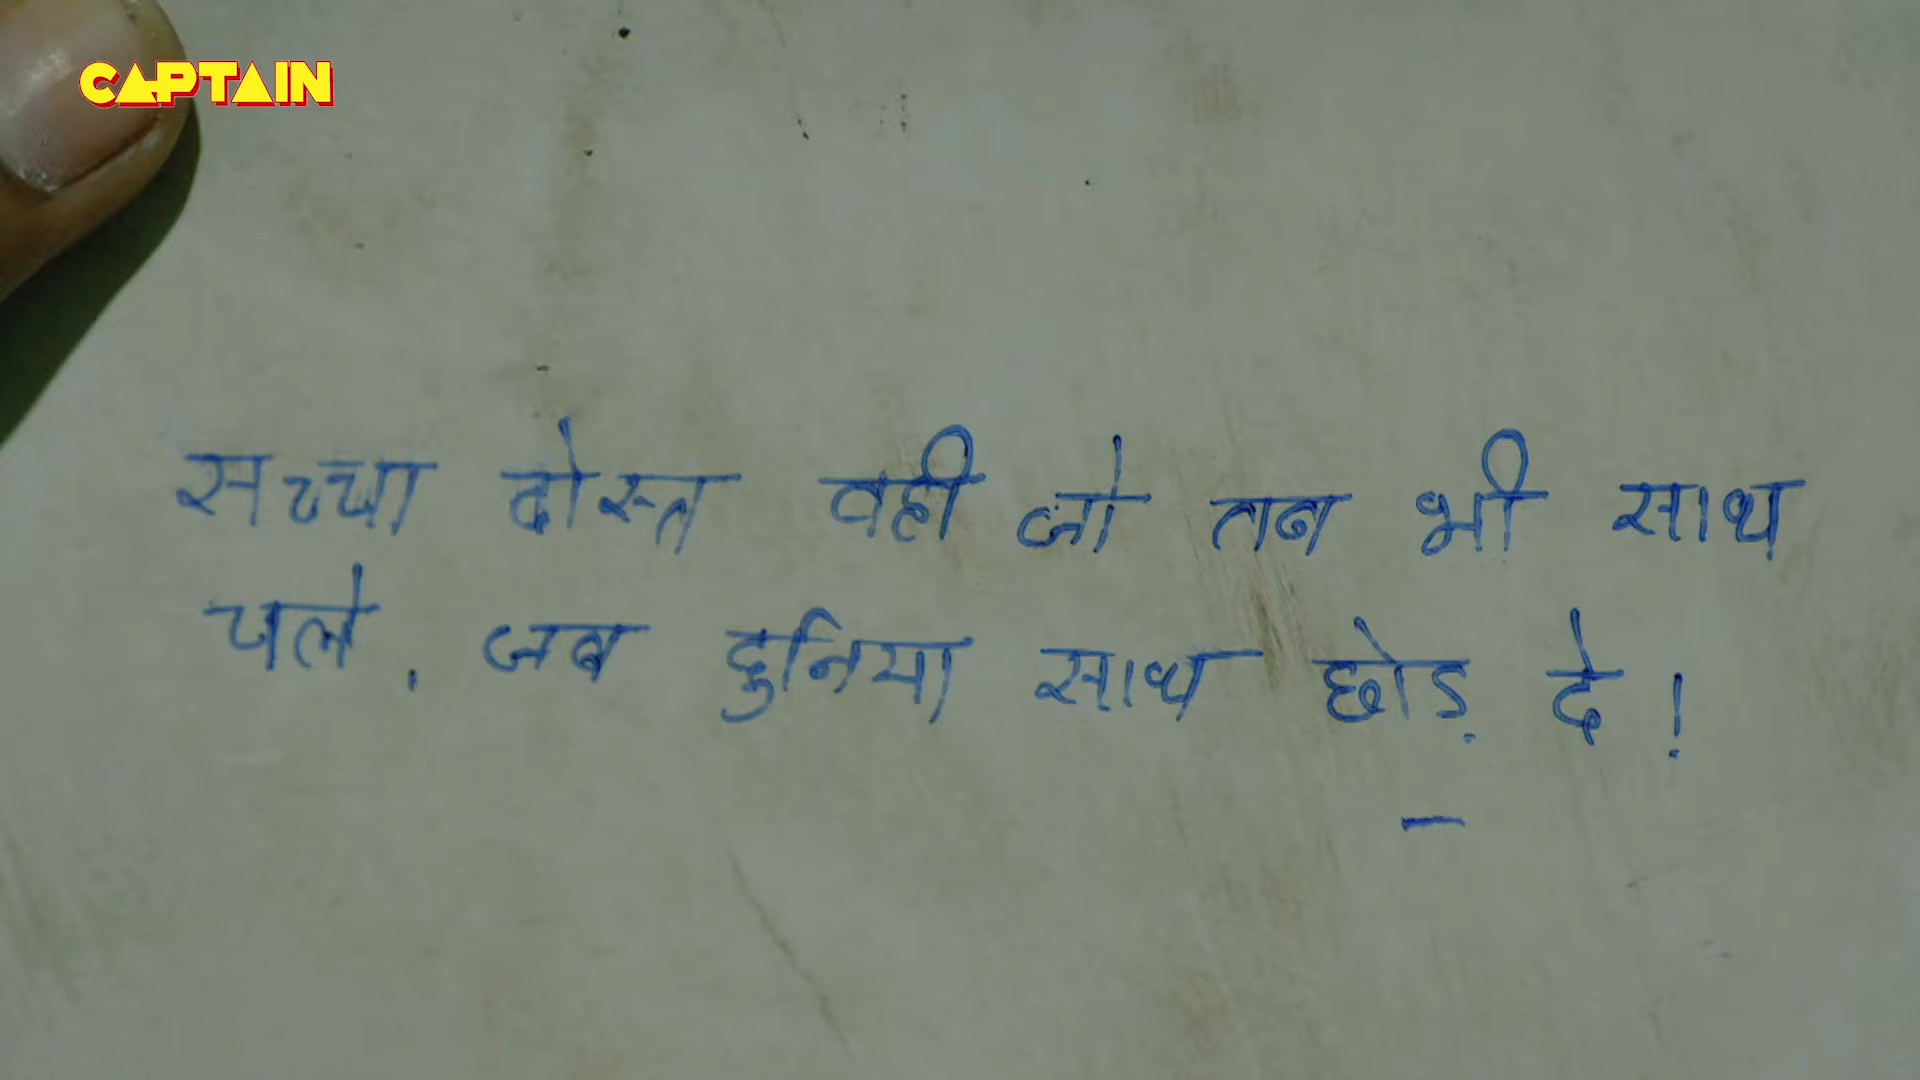 CAPTAIN
सच्चा दोस्त वही जो तब भी साथ
चले, जब दुनिया साथ छोड़ दे!